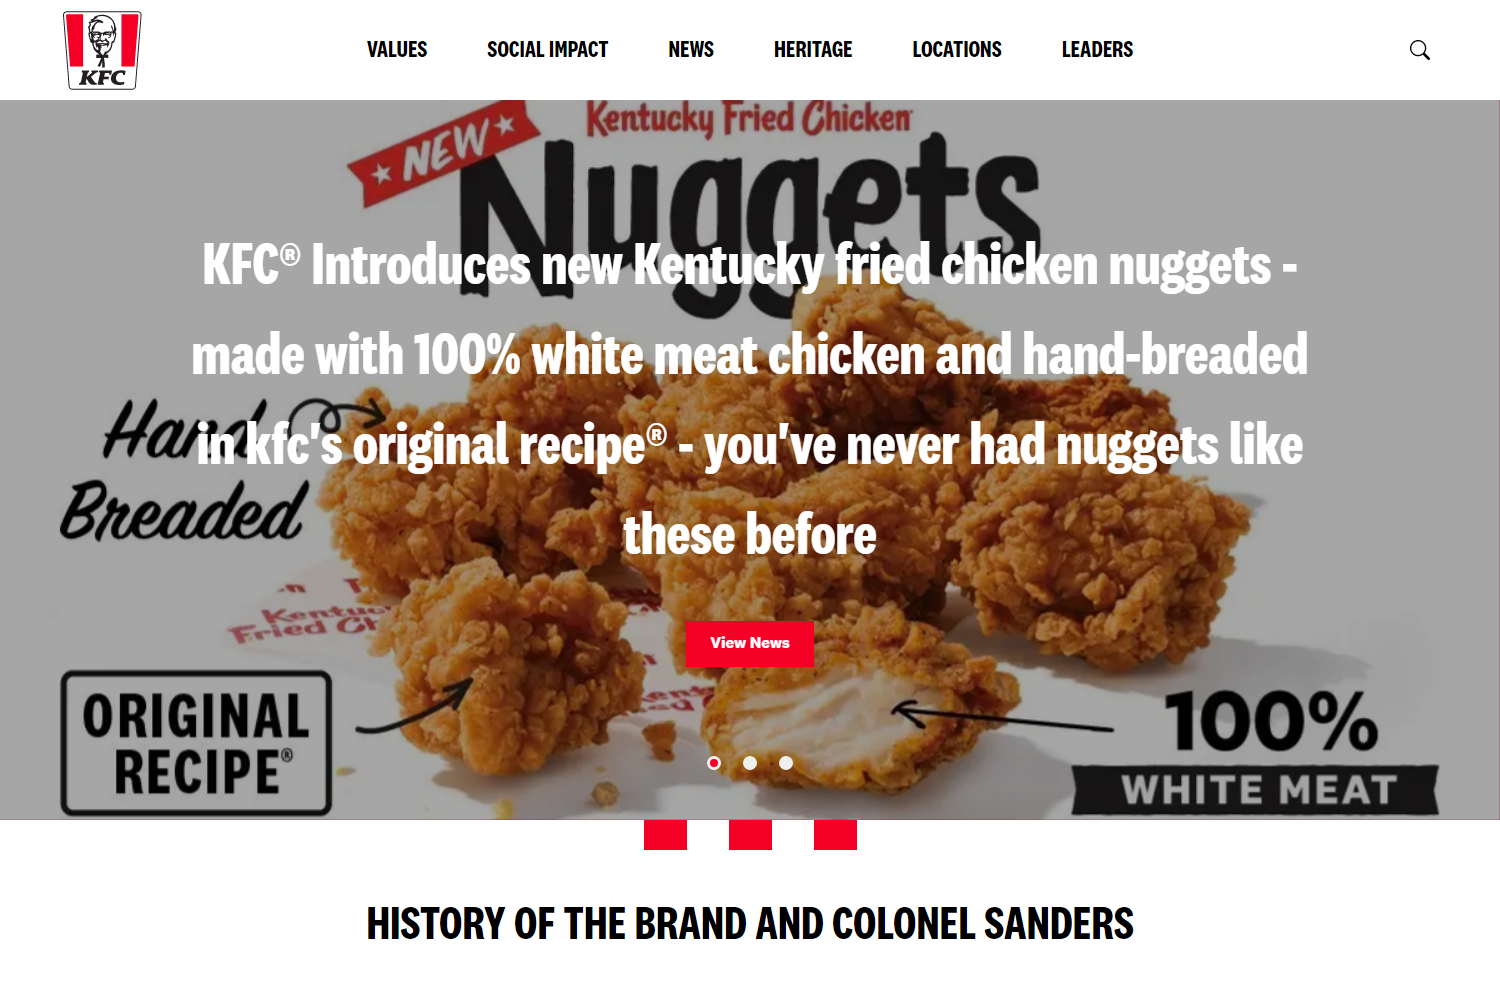 KFC
VALUES
SOCIAL IMPACT
NEWS
HERITAGE
LOCATIONS
LEADERS
Kentucky Fried Chicken
★ NEW ★
Nuggets
KFC® Introduces new Kentucky fried chicken nuggets -
made with 100% white meat chicken and hand-breaded
in kfc's original recipe® - you've never had nuggets like
these before
Hand
Breaded
Kentuc
Fried Ch
View News
ORIGINAL
RECIPE®
100%
WHITE MEAT
HISTORY OF THE BRAND AND COLONEL SANDERS